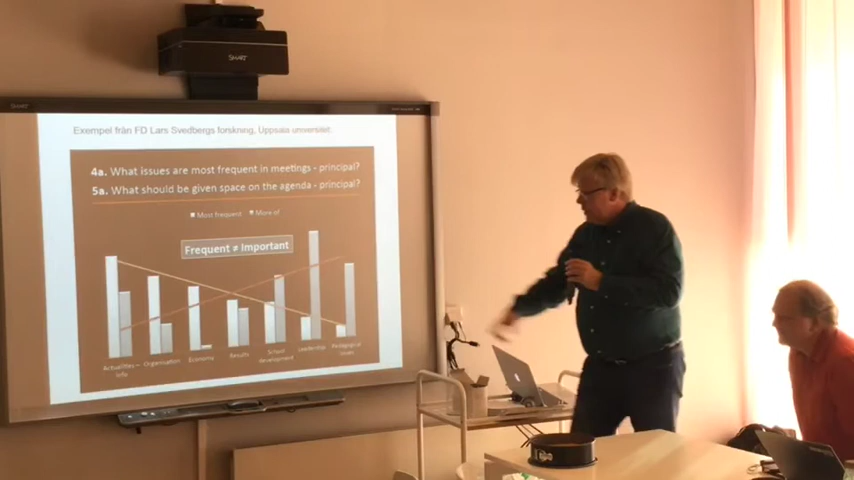 SMART
Exempel från FD Lars Svedbergs forskning, Uppsala universitet.
4a. What issues are most frequent in meetings - principal?
5a. What should be given space on the agenda - principal?
Most frequent More of
Frequent ≠ Important
Actualities – info
Organisation
Economy
Results
School development
Leadership
Pedagogical issues